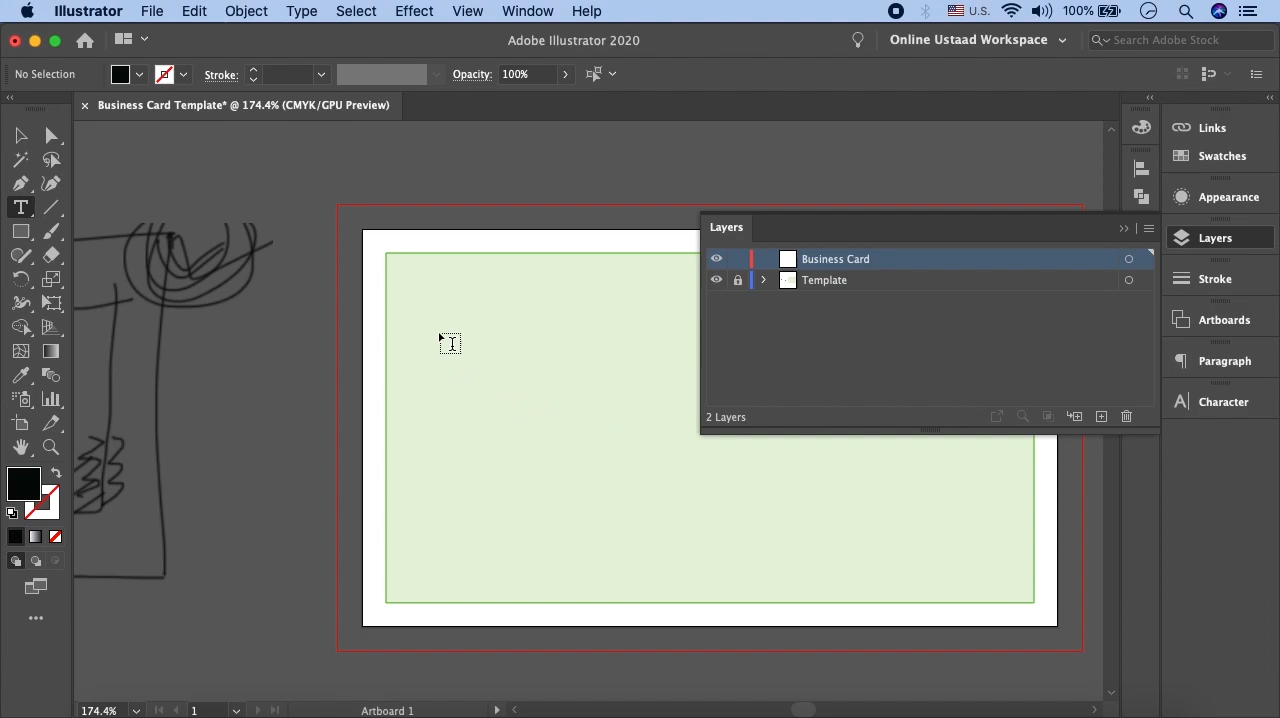 Illustrator File Edit Object Type Select Effect View Window Help U.S. 100%
Adobe Illustrator 2020 Online Ustaad Workspace Search Adobe Stock
No Selection Stroke: Opacity: 100%
× Business Card Template* @ 174.4% (CMYK/GPU Preview)
Links
Swatches
Appearance
Layers
Stroke
Artboards
Paragraph
Character
Layers
Business Card
Template
2 Layers
174.4% 1 Artboard 1